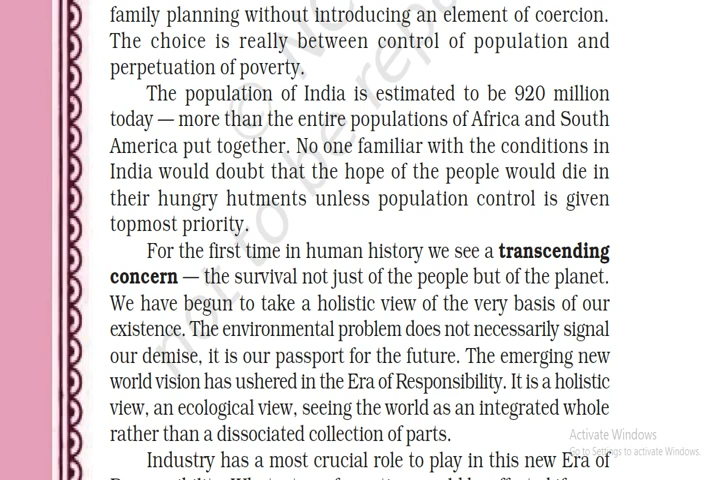 family planning without introducing an element of coercion.
The choice is really between control of population and
perpetuation of poverty.
The population of India is estimated to be 920 million
today — more than the entire populations of Africa and South
America put together. No one familiar with the conditions in
India would doubt that the hope of the people would die in
their hungry hutments unless population control is given
topmost priority.
For the first time in human history we see a transcending
concern — the survival not just of the people but of the planet.
We have begun to take a holistic view of the very basis of our
existence. The environmental problem does not necessarily signal
our demise, it is our passport for the future. The emerging new
world vision has ushered in the Era of Responsibility. It is a holistic
view, an ecological view, seeing the world as an integrated whole
rather than a dissociated collection of parts.
Industry has a most crucial role to play in this new Era of
not to be
Activate Windows
Go to Settings to activate Windows.